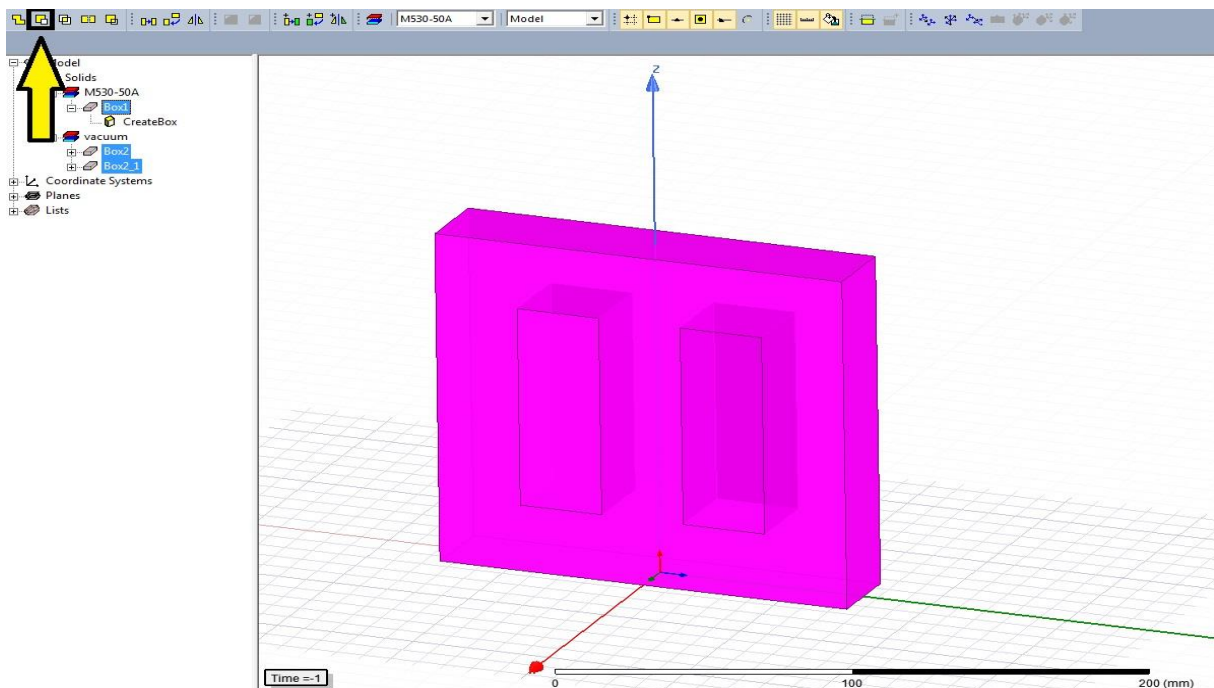 M530-50A
Model
Model
Solids
M530-50A
Box1
CreateBox
vacuum
Box2
Box2_1
Coordinate Systems
Planes
Lists
Z
Time =-1
0
100
200 (mm)